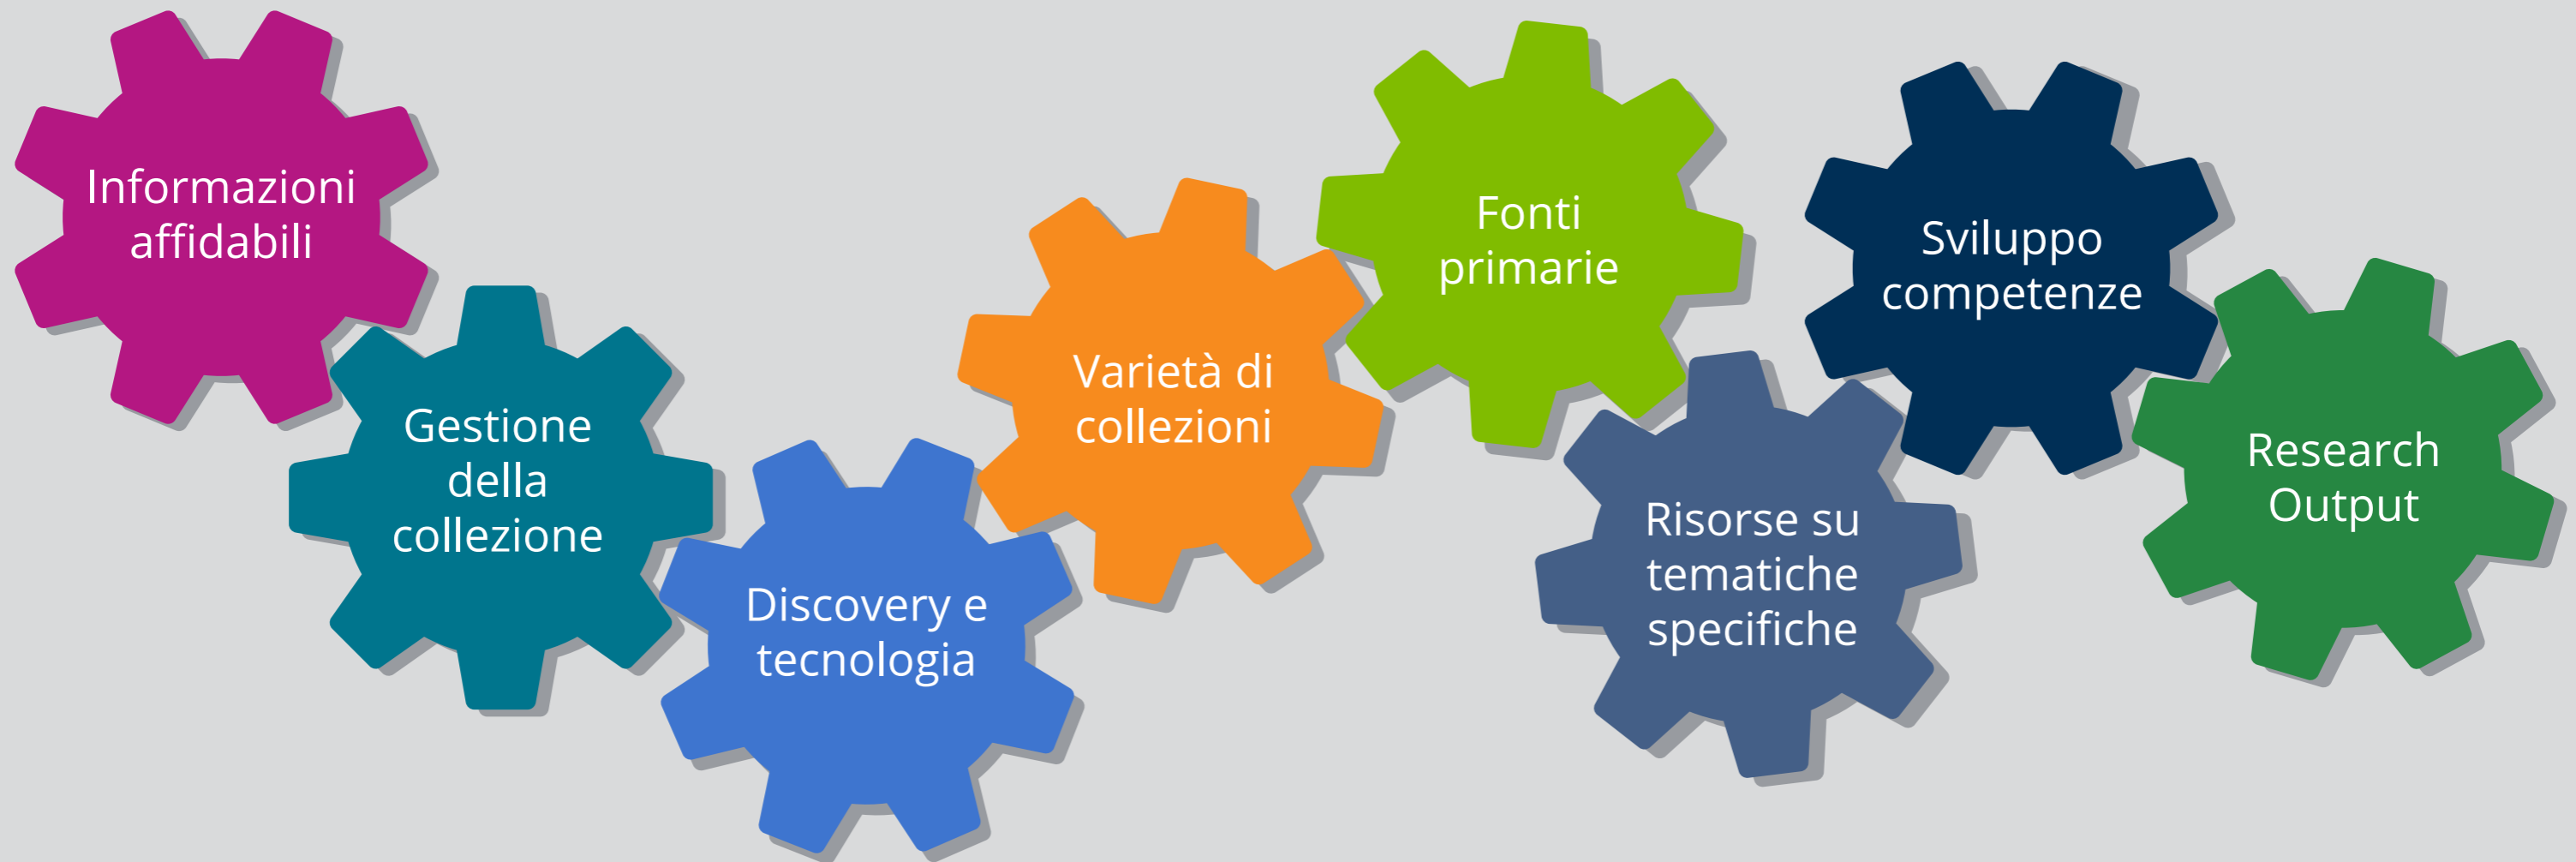 Informazioni
affidabili
Gestione
della
collezione
Discovery e
tecnologia
Varietà di
collezioni
Fonti
primarie
Risorse su
tematiche
specifiche
Sviluppo
competenze
Research
Output